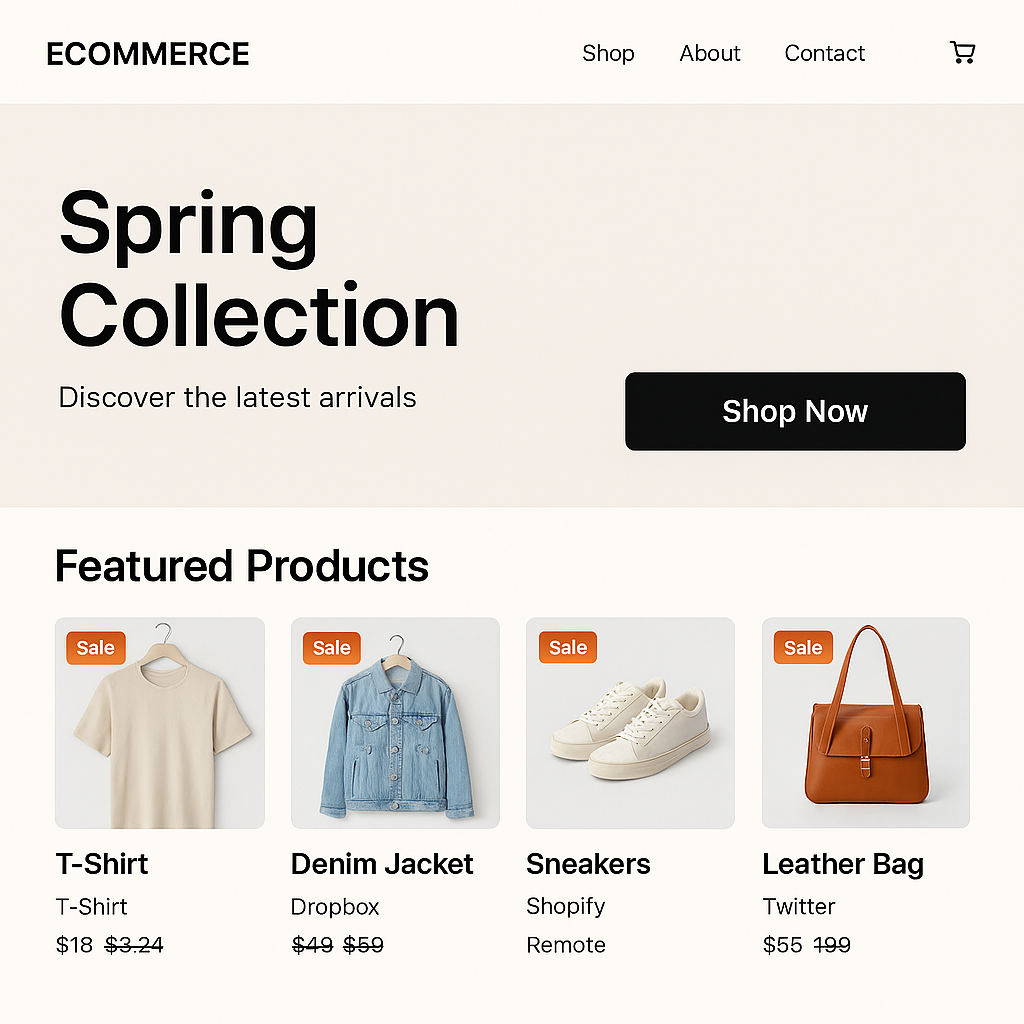 ECOMMERCE
Shop About Contact
Spring
Collection
Discover the latest arrivals
Shop Now
Featured Products
Sale Sale Sale Sale
T-Shirt Denim Jacket Sneakers Leather Bag
T-Shirt Dropbox Shopify Twitter
$18 $3.24 $49 $59 Remote $55 199